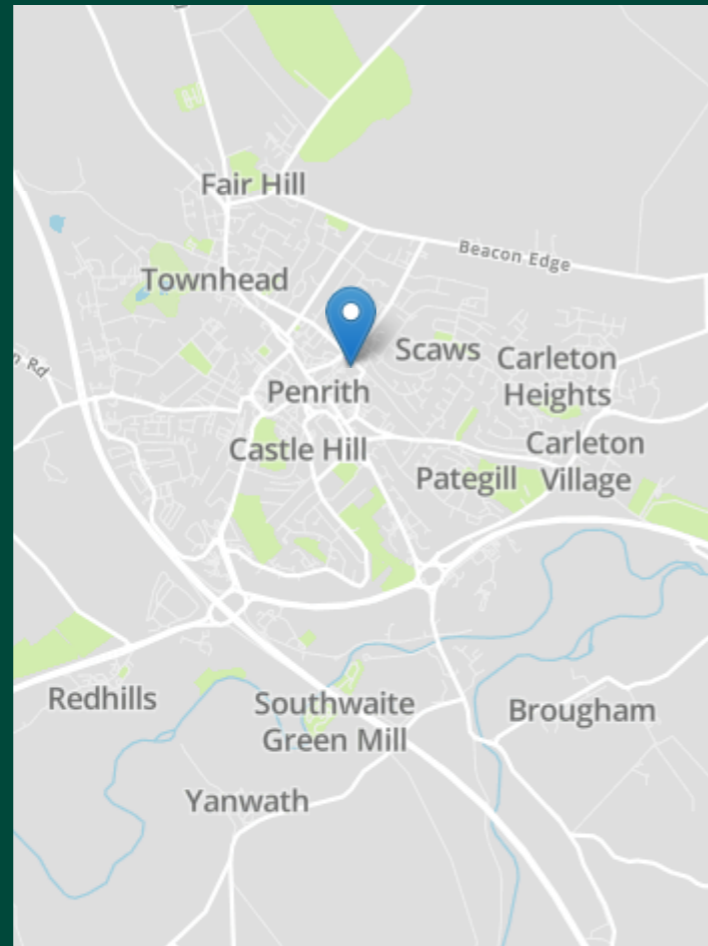 Fair Hill
Beacon Edge
Townhead
Scaws
Carleton
Heights
Rd
Penrith
Castle Hill
Carleton
Village
Pategill
Redhills
Southwaite
Green Mill
Brougham
Yanwath